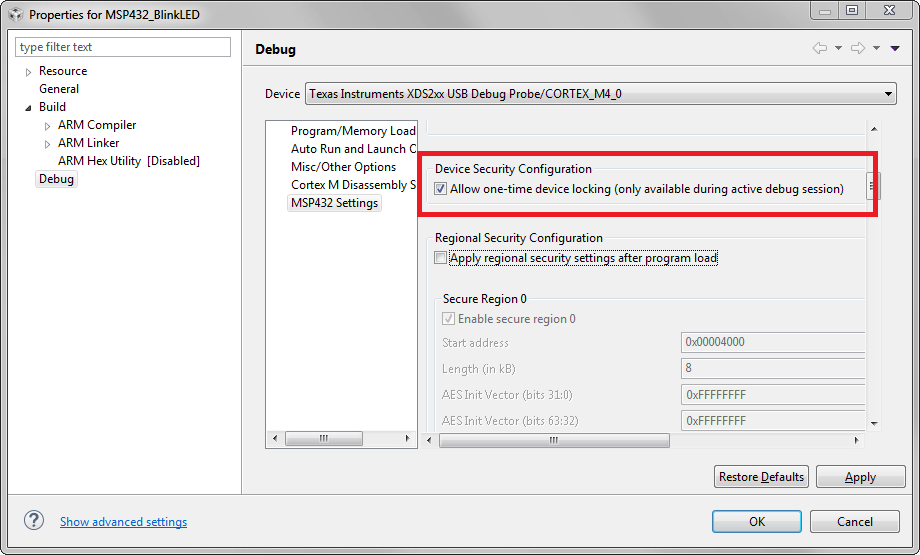 Properties for MSP432_BlinkLED
type filter text
Resource
General
Build
ARM Compiler
ARM Linker
ARM Hex Utility [Disabled]
Debug
Debug
Device
Texas Instruments XDS2xx USB Debug Probe/CORTEX_M4_0
Program/Memory Load
Auto Run and Launch O
Misc/Other Options
Cortex M Disassembly S
MSP432 Settings
Device Security Configuration
Allow one-time device locking (only available during active debug session)
Regional Security Configuration
Apply regional security settings after program load
Secure Region 0
Enable secure region 0
Start address
0x00004000
Length (in kB)
8
AES Init Vector (bits 31:0)
0xFFFFFFFF
AES Init Vector (bits 63:32)
0xFFFFFFFF
Restore Defaults
Apply
?
Show advanced settings
OK
Cancel